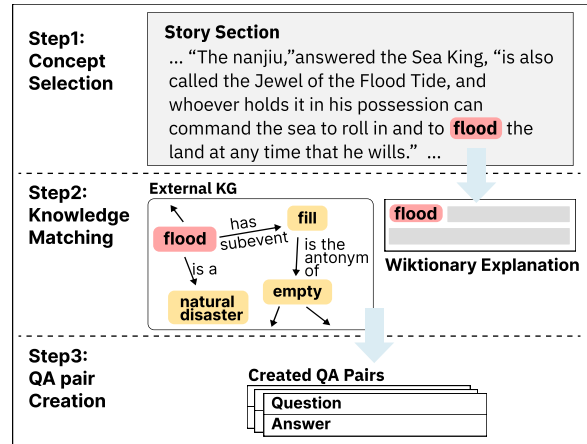 Step1:
Concept
Selection
Story Section
... “The nanjiu,”answered the Sea King, “is also
called the Jewel of the Flood Tide, and
whoever holds it in his possession can
command the sea to roll in and to flood the
land at any time that he wills.” ...
Step2:
Knowledge
Matching
External KG
flood
has
subevent
fill
is a
is the
antonym
of
natural
disaster
empty
flood
Wiktionary Explanation
Step3:
QA pair
Creation
Created QA Pairs
Question
Answer